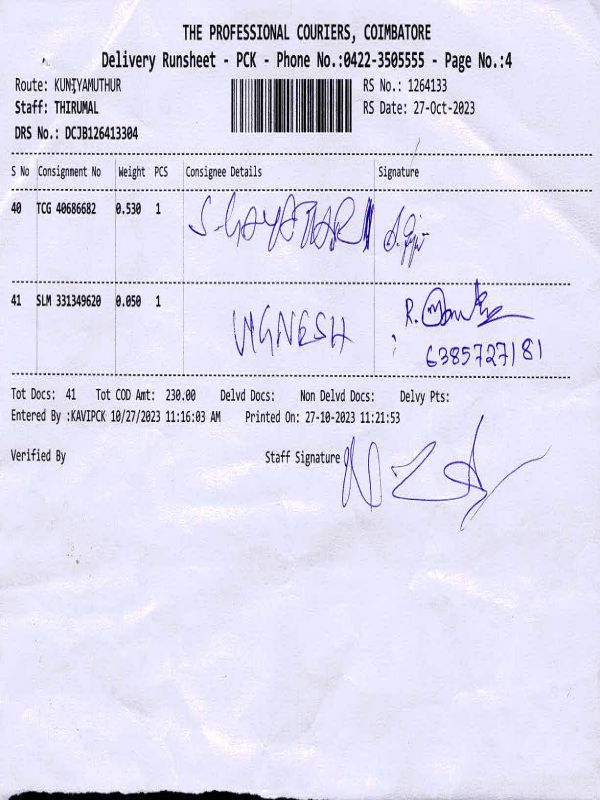 THE PROFESSIONAL COURIERS, COIMBATORE
Delivery Runsheet - PCK - Phone No.:0422-3505555 - Page No.:4
Route: KUNIYAMUTHUR RS No.: 1264133
Staff: THIRUMAL RS Date: 27-Oct-2023
DRS No.: DCJB126413304
S No Consignment No Weight PCS Consignee Details Signature
40 TCG 40686682 0.530 1 S.GAYATHRI
41 SLM 331349620 0.050 1 VIGNESH R.
6385727181
Tot Docs: 41 Tot COD Amt: 230.00 Delvd Docs: Non Delvd Docs: Delvy Pts:
Entered By :KAVIPCK 10/27/2023 11:16:03 AM Printed On: 27-10-2023 11:21:53
Verified By Staff Signature